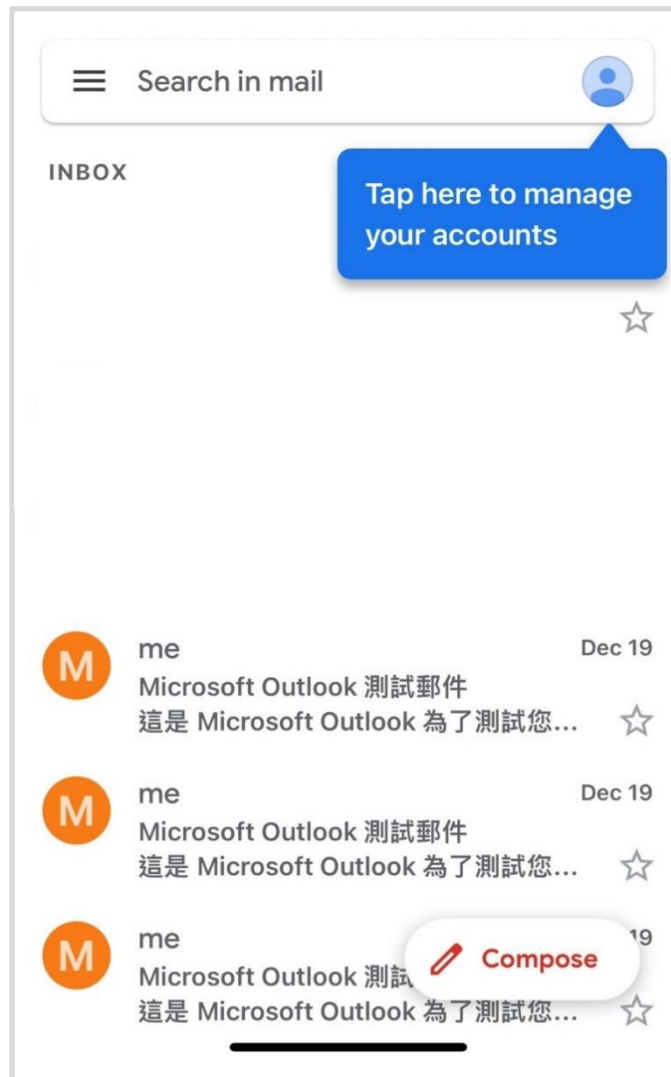 Search in mail
INBOX
Tap here to manage
your accounts
M
me
Dec 19
Microsoft Outlook 測試郵件
這是 Microsoft Outlook 為了測試您...
M
me
Dec 19
Microsoft Outlook 測試郵件
這是 Microsoft Outlook 為了測試您...
M
me
19
Microsoft Outlook 測試
Compose
這是 Microsoft Outlook 為了測試您...